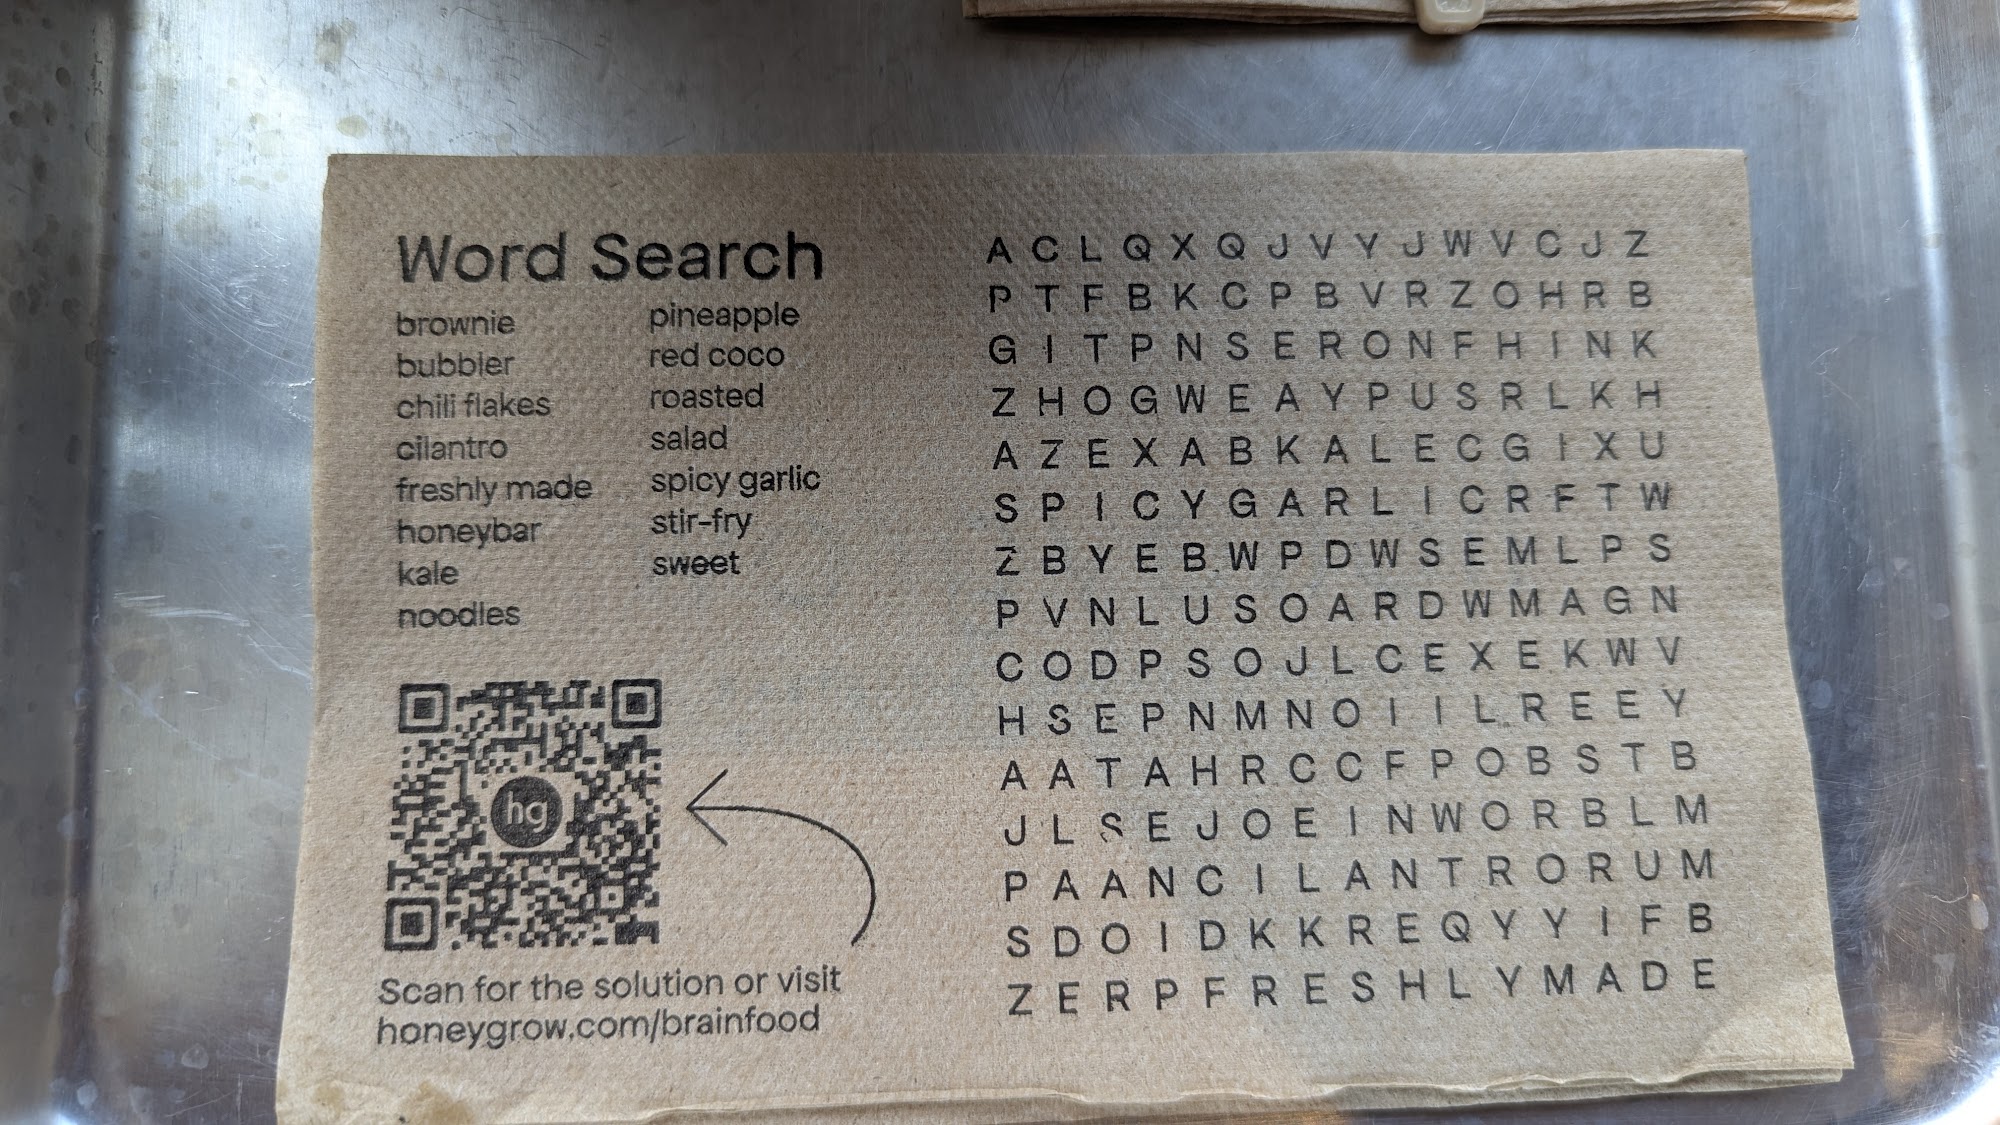 Word Search
brownie
bubbler
chili flakes
cilantro
freshly made
honeybar
kale
noodles
pineapple
red coco
roasted
salad
spicy garlic
stir-fry
sweet
A C L Q X Q J V Y J W V C J Z
P T F B K C P B V R Z O H R B
G I T P N S E R O N F H I N K
Z H O G W E A Y P U S R L K H
A Z E X A B K A L E C G I X U
S P I C Y G A R L I C R F T W
Z B Y E B W P D W S E M L P S
P V N L U S O A R D W M A G N
C O D P S O J L C E X E K W V
H S E P N M N O I I L R E E Y
A A T A H R C C F P O B S T B
J L S E J O E I N W O R B L M
P A A N C I L A N T R O R U M
S D O I D K K R E Q Y Y I F B
Z E R P F R E S H L Y M A D E
hg
Scan for the solution or visit
honeygrow.com/brainfood